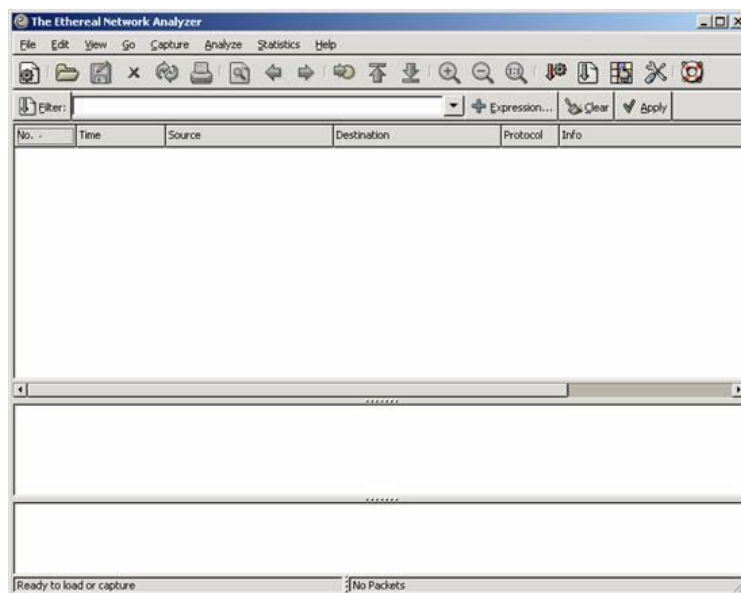 The Ethereal Network Analyzer
File Edit View Go Capture Analyze Statistics Help
Filter: Expression... Clear Apply
No. - Time Source Destination Protocol Info
Ready to load or capture No Packets